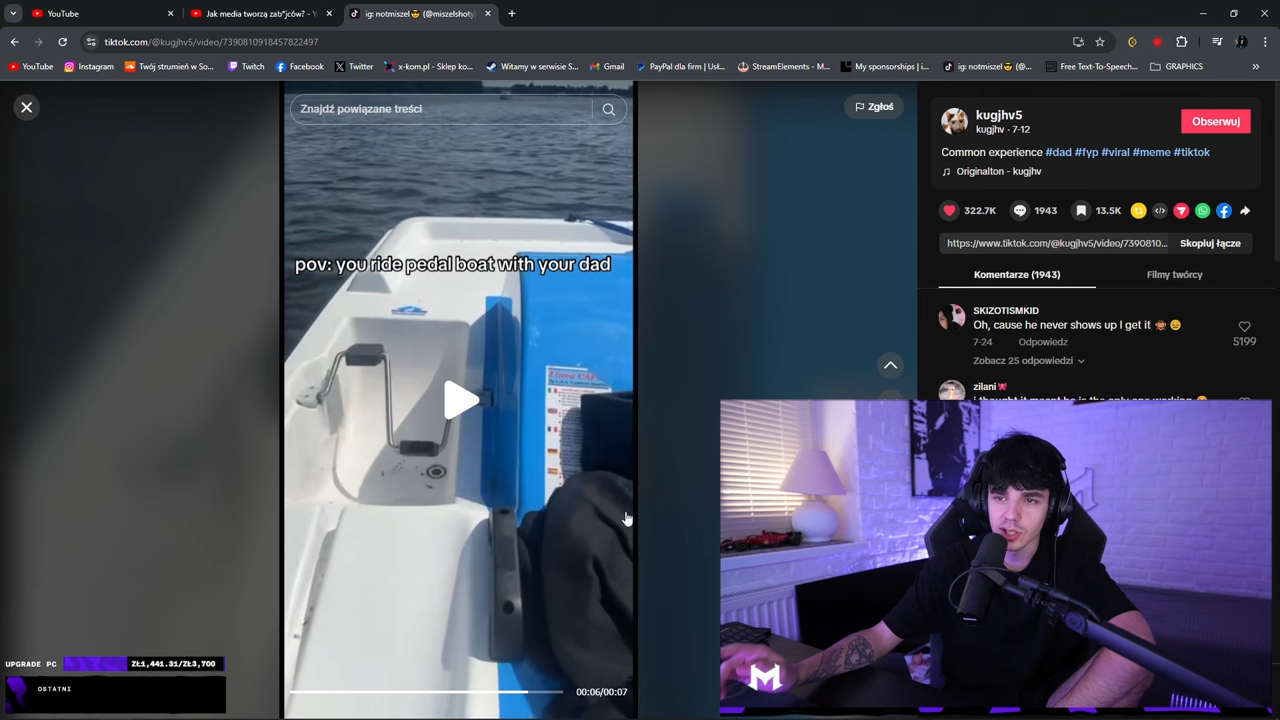 YouTube
Jak media tworzą zab*jców? - Y
ig: notmiszel😎 (@miszelshoty
tiktok.com/@kugjhv5/video/7390810918457822497
YouTube Instagram Twój strumień w So... Twitch Facebook Twitter x-kom.pl - Sklep ko... Witamy w serwisie S... Gmail PayPal dla firm | Usł... StreamElements - M... My sponsorships | i... ig: notmiszel😎 (@... Free Text-To-Speech... GRAPHICS
Znajdź powiązane treści
Zgłoś
pov: you ride pedal boat with your dad
00:06/00:07
kugjhv5
kugjhv · 7-12
Obserwuj
Common experience #dad #fyp #viral #meme #tiktok
Originalton - kugjhv
322.7K 1943 13.5K
https://www.tiktok.com/@kugjhv5/video/7390810...
Skopiuj łącze
Komentarze (1943)
Filmy twórcy
SKIZOTISMKID
Oh, cause he never shows up I get it
5199
7-24 Odpowiedz
Zobacz 25 odpowiedzi
zilani
UPGRADE PC ZŁ1,441.31/ZŁ3,700
OSTATNI
M